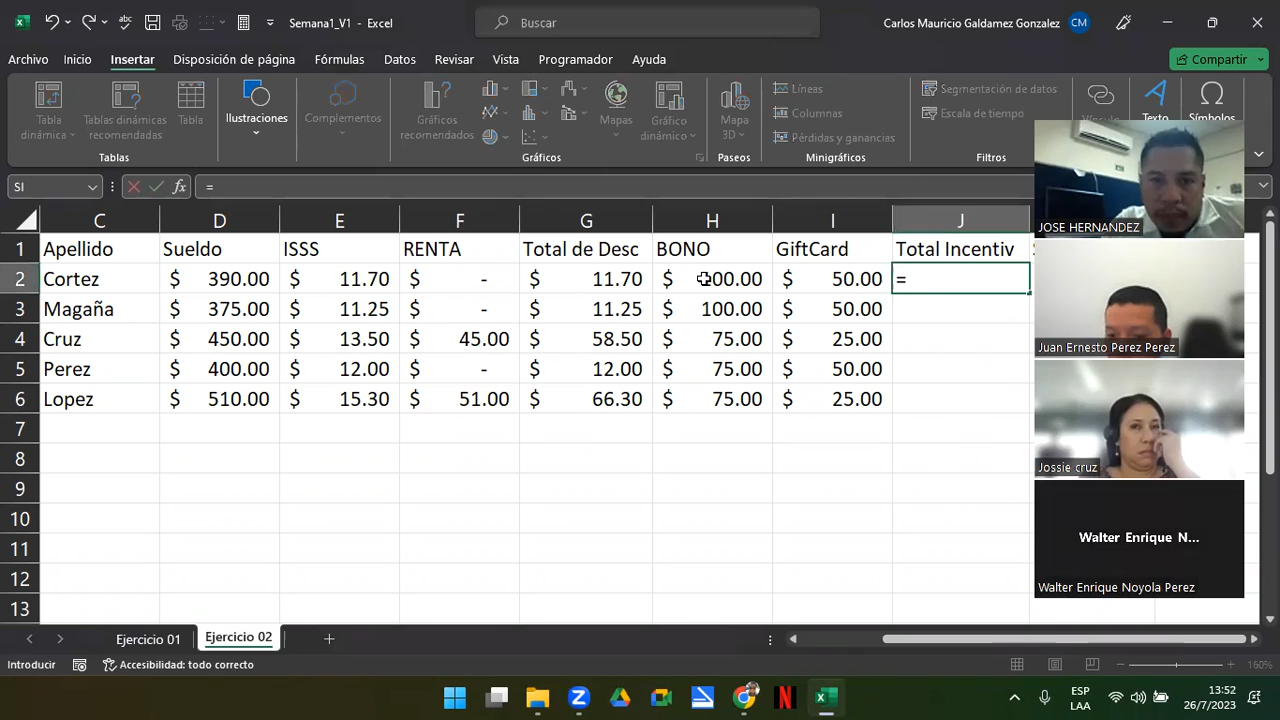 Semana1_V1 - Excel
Buscar
Carlos Mauricio Galdamez Gonzalez
CM
Archivo Inicio Insertar Disposición de página Fórmulas Datos Revisar Vista Programador Ayuda
Compartir
Tabla dinámica
Tablas dinámicas recomendadas
Tabla
Ilustraciones
Complementos
Gráficos recomendados
Mapas
Gráfico dinámico
Mapa 3D
Líneas
Columnas
Pérdidas y ganancias
Segmentación de datos
Escala de tiempo
Vínculo
Texto
Símbolos
Tablas Gráficos Paseos Minigráficos Filtros
SI
fx =
C D E F G H I J
1 Apellido Sueldo ISSS RENTA Total de Desc BONO GiftCard Total Incentiv
2 Cortez $ 390.00 $ 11.70 $ - $ 11.70 $ 00.00 $ 50.00 =
3 Magaña $ 375.00 $ 11.25 $ - $ 11.25 $ 100.00 $ 50.00
4 Cruz $ 450.00 $ 13.50 $ 45.00 $ 58.50 $ 75.00 $ 25.00
5 Perez $ 400.00 $ 12.00 $ - $ 12.00 $ 75.00 $ 50.00
6 Lopez $ 510.00 $ 15.30 $ 51.00 $ 66.30 $ 75.00 $ 25.00
7
8
9
10
11
12
13
JOSE HERNANDEZ
Juan Ernesto Perez Perez
Jossie cruz
Walter Enrique N...
Walter Enrique Noyola Perez
Ejercicio 01 Ejercicio 02
Introducir
Accesibilidad: todo correcto
160%
ESP
LAA
13:52
26/7/2023